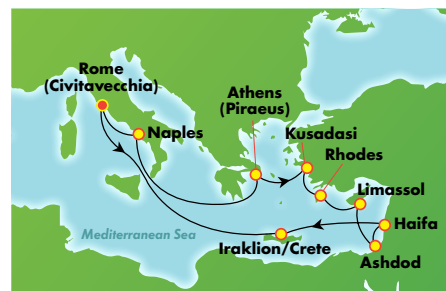 Rome
(Civitavecchia)
Athens
(Piraeus)
Naples
Kusadasi
Rhodes
Limassol
Haifa
Mediterranean Sea
Iraklion/Crete
Ashdod